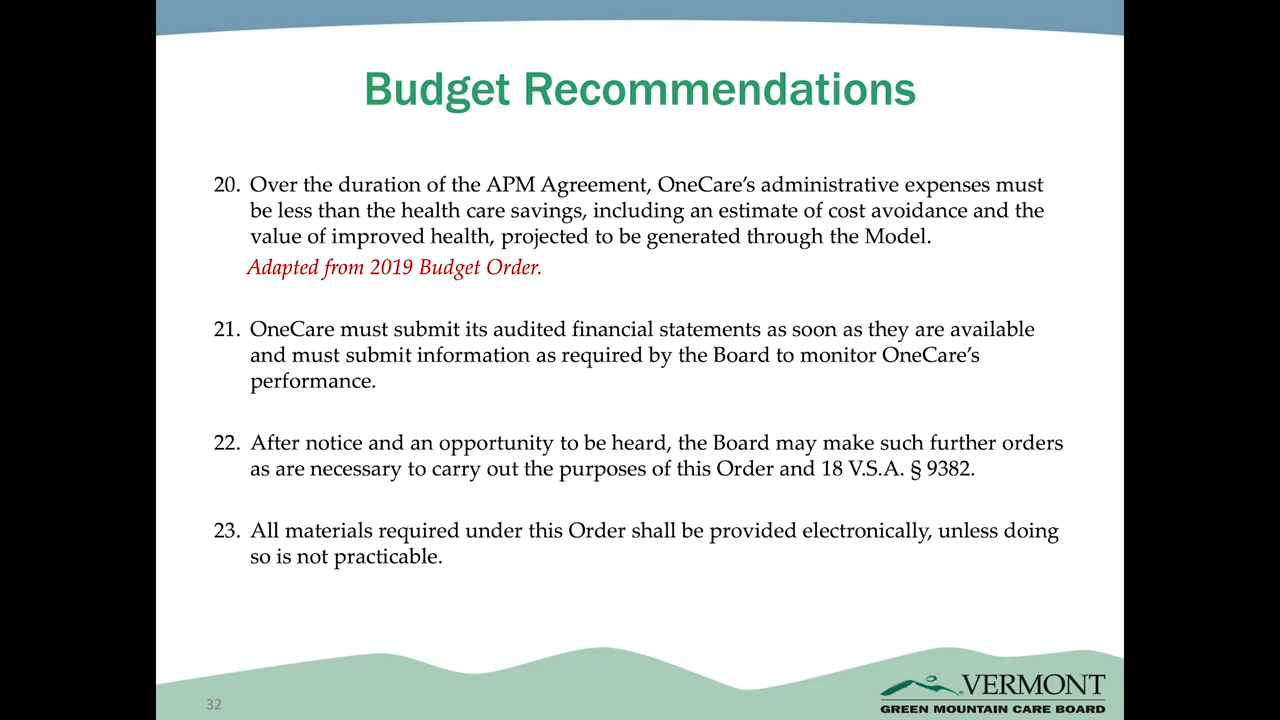 Budget Recommendations
20. Over the duration of the APM Agreement, OneCare’s administrative expenses must
be less than the health care savings, including an estimate of cost avoidance and the
value of improved health, projected to be generated through the Model.
Adapted from 2019 Budget Order.
21. OneCare must submit its audited financial statements as soon as they are available
and must submit information as required by the Board to monitor OneCare’s
performance.
22. After notice and an opportunity to be heard, the Board may make such further orders
as are necessary to carry out the purposes of this Order and 18 V.S.A. § 9382.
23. All materials required under this Order shall be provided electronically, unless doing
so is not practicable.
32
VERMONT
GREEN MOUNTAIN CARE BOARD